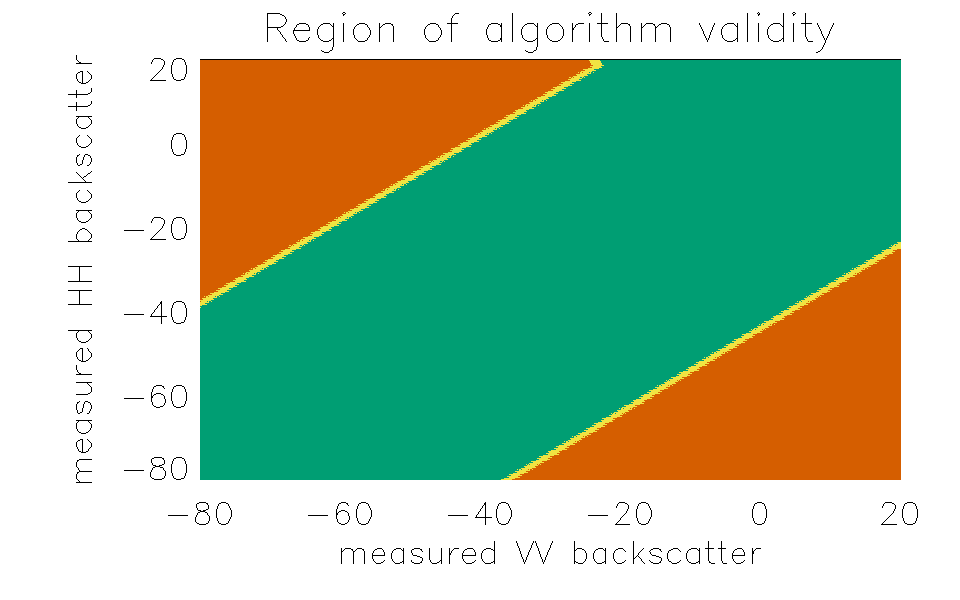 Region of algorithm validity
measured HH backscatter
20
0
−20
−40
−60
−80
−80 −60 −40 −20 0 20
measured VV backscatter